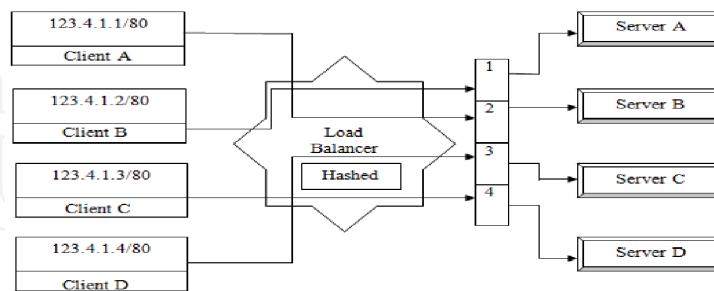 123.4.1.1/80
Client A
123.4.1.2/80
Client B
123.4.1.3/80
Client C
123.4.1.4/80
Client D
Load
Balancer
Hashed
1
2
3
4
Server A
Server B
Server C
Server D